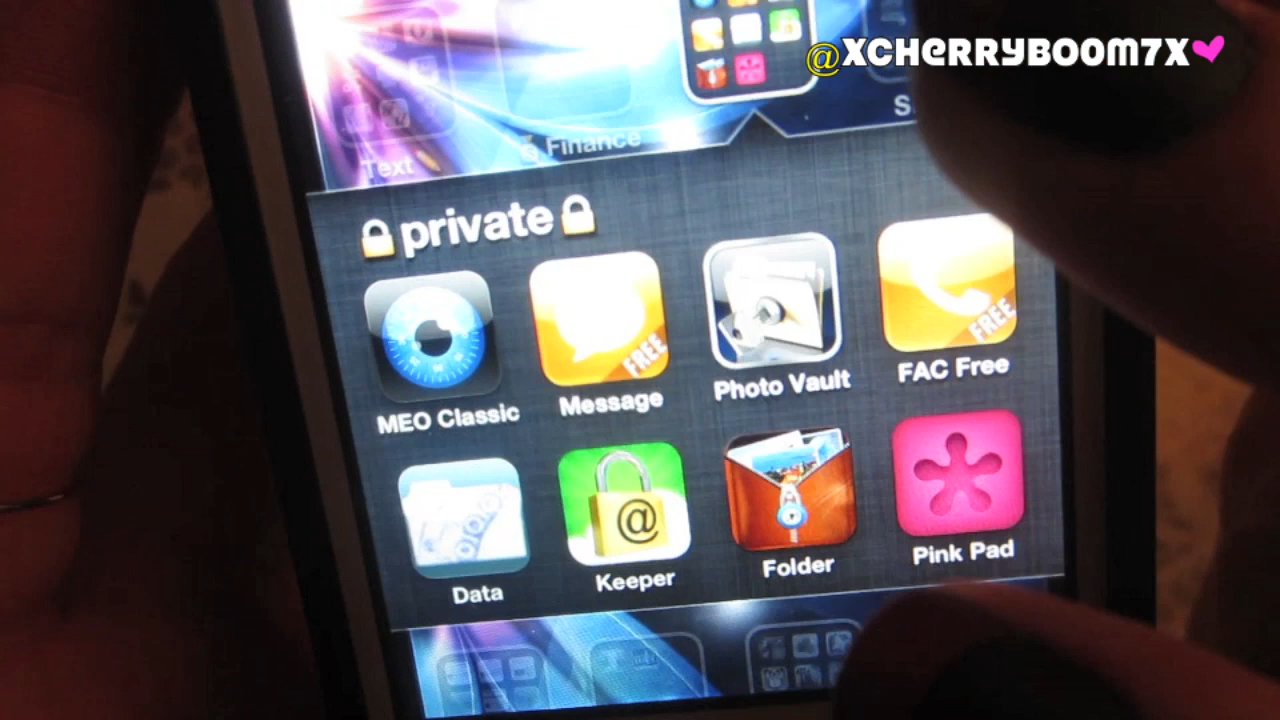 @XCHERRYBOOM7X
Text
Finance
private
MEO Classic
Message
FREE
Photo Vault
FAC Free
FREE
Data
Keeper
@
Folder
Pink Pad